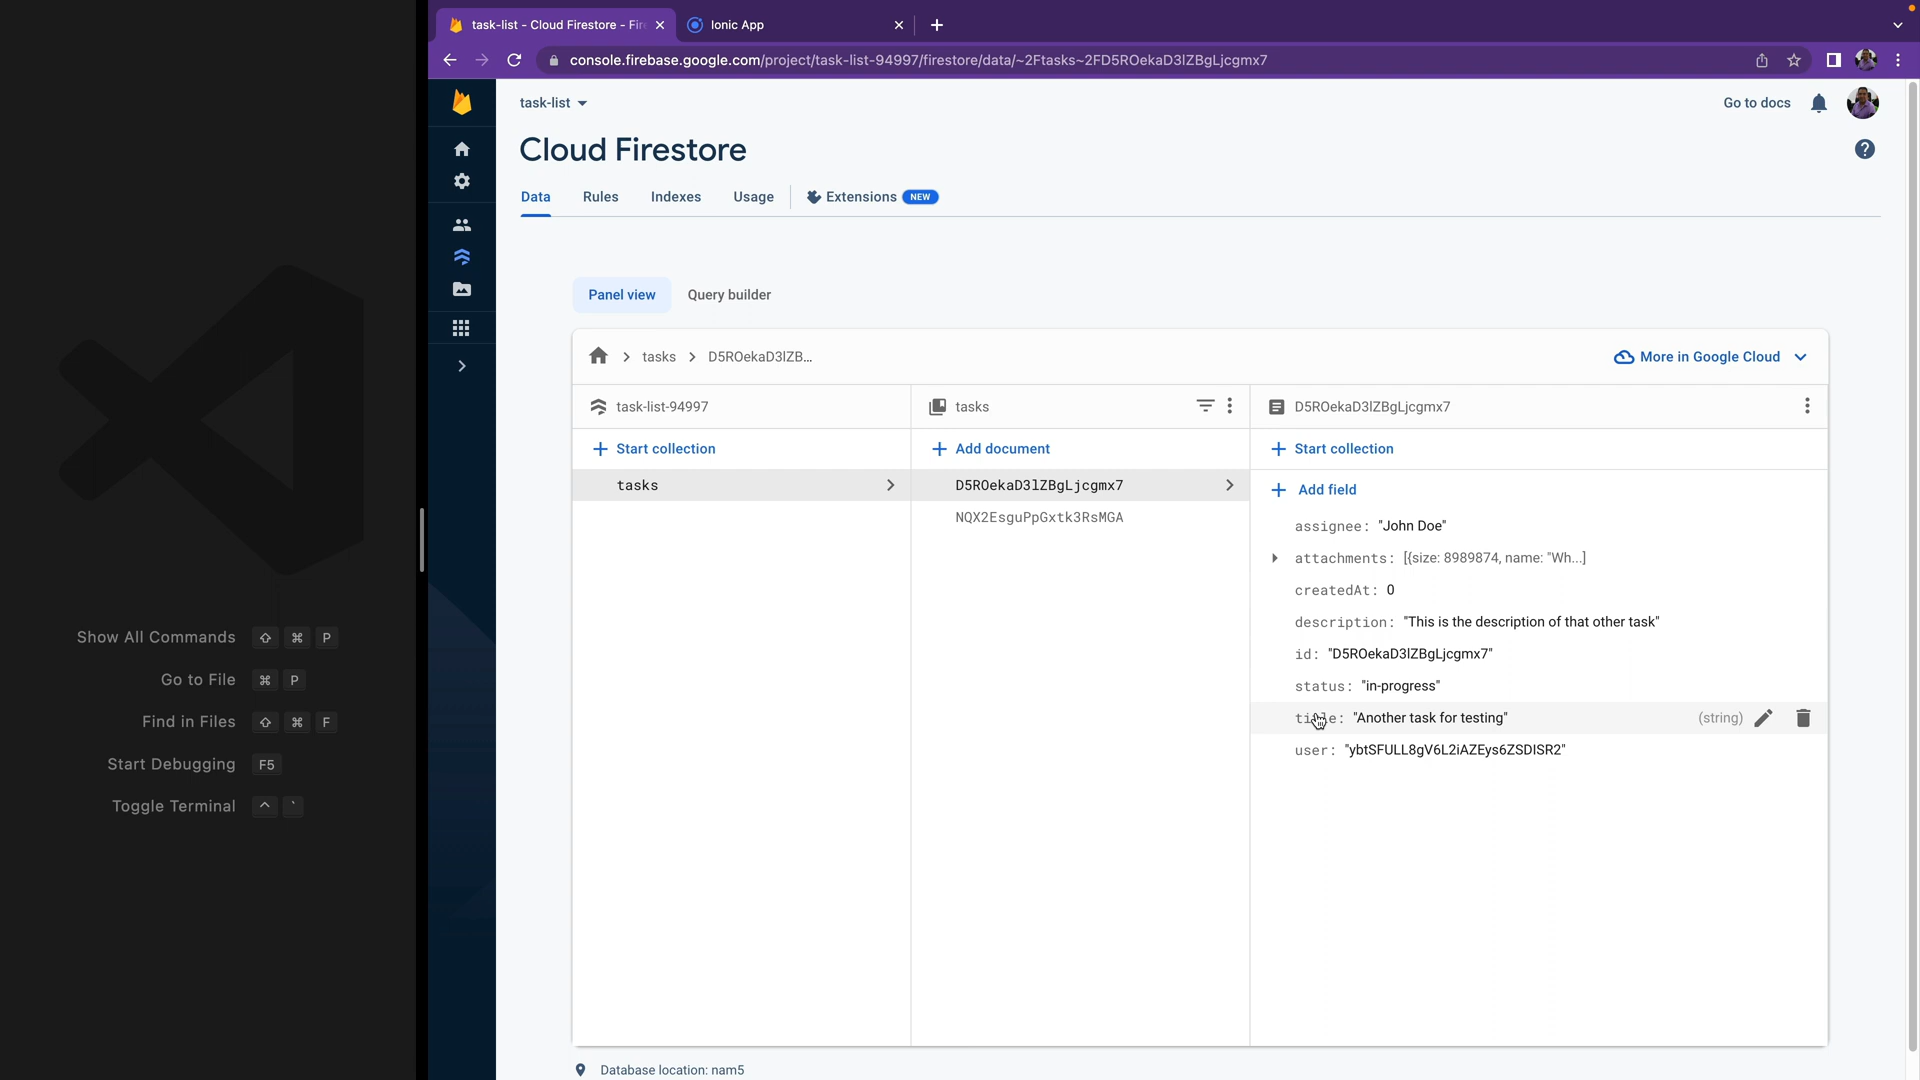 task-list - Cloud Firestore - Fir
Ionic App
console.firebase.google.com/project/task-list-94997/firestore/data/~2Ftasks~2FD5ROekaD3lZBgLjcgmx7
task-list
Go to docs
Cloud Firestore
Data
Rules
Indexes
Usage
Extensions
NEW
Panel view
Query builder
tasks
D5ROekaD3lZB...
More in Google Cloud
task-list-94997
tasks
D5ROekaD3lZBgLjcgmx7
Start collection
Add document
Start collection
tasks
D5ROekaD3lZBgLjcgmx7
NQX2EsguPpGxtk3RsMGA
Add field
assignee: "John Doe"
attachments: [{size: 8989874, name: "Wh...]
createdAt: 0
description: "This is the description of that other task"
id: "D5ROekaD3lZBgLjcgmx7"
status: "in-progress"
title: "Another task for testing"
(string)
user: "ybtSFULL8gV6L2iAZEys6ZSDISR2"
Database location: nam5
Show All Commands ⇧ ⌘ P
Go to File ⌘ P
Find in Files ⇧ ⌘ F
Start Debugging F5
Toggle Terminal ^ `